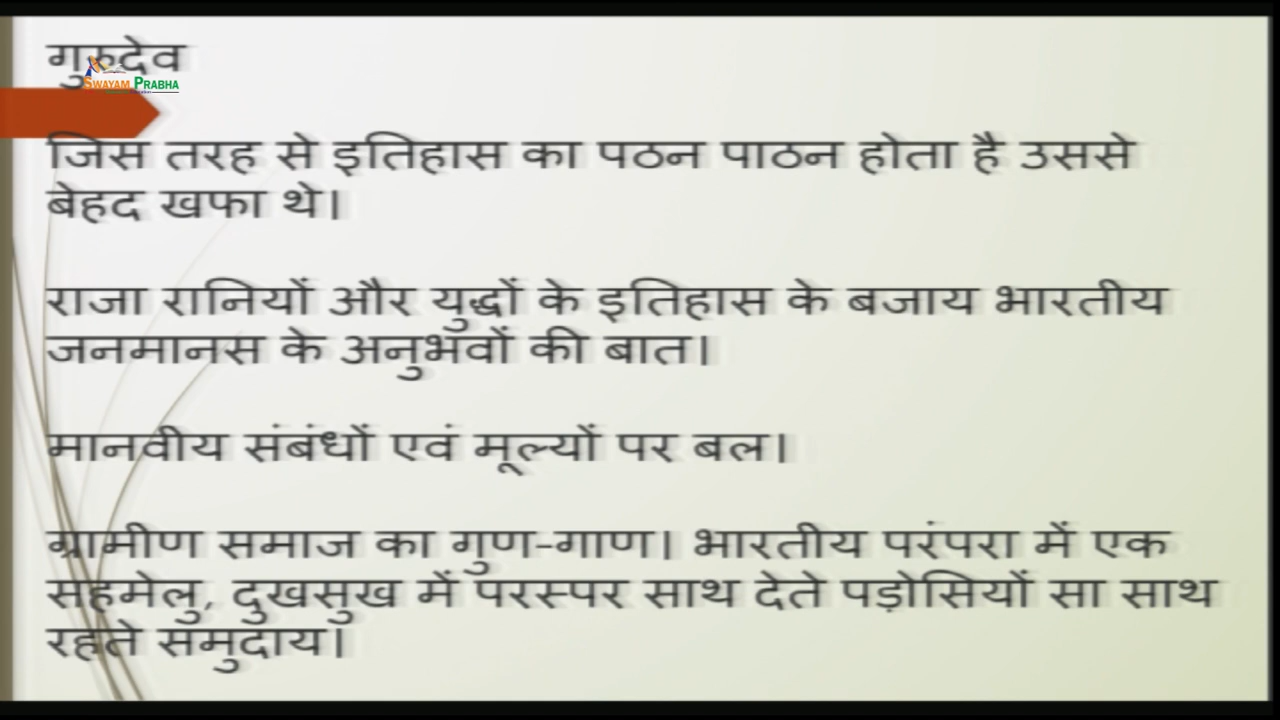 गुरुदेव
SWAYAM PRABHA
जिस तरह से इतिहास का पठन पाठन होता है उससे
बेहद खफा थे।
राजा रानियों और युद्धों के इतिहास के बजाय भारतीय
जनमानस के अनुभवों की बात।
मानवीय संबंधों एवं मूल्यों पर बल।
ग्रामीण समाज का गुण-गाण। भारतीय परंपरा में एक
सहमेलु, दुखसुख में परस्पर साथ देते पड़ोसियों सा साथ
रहते समुदाय।